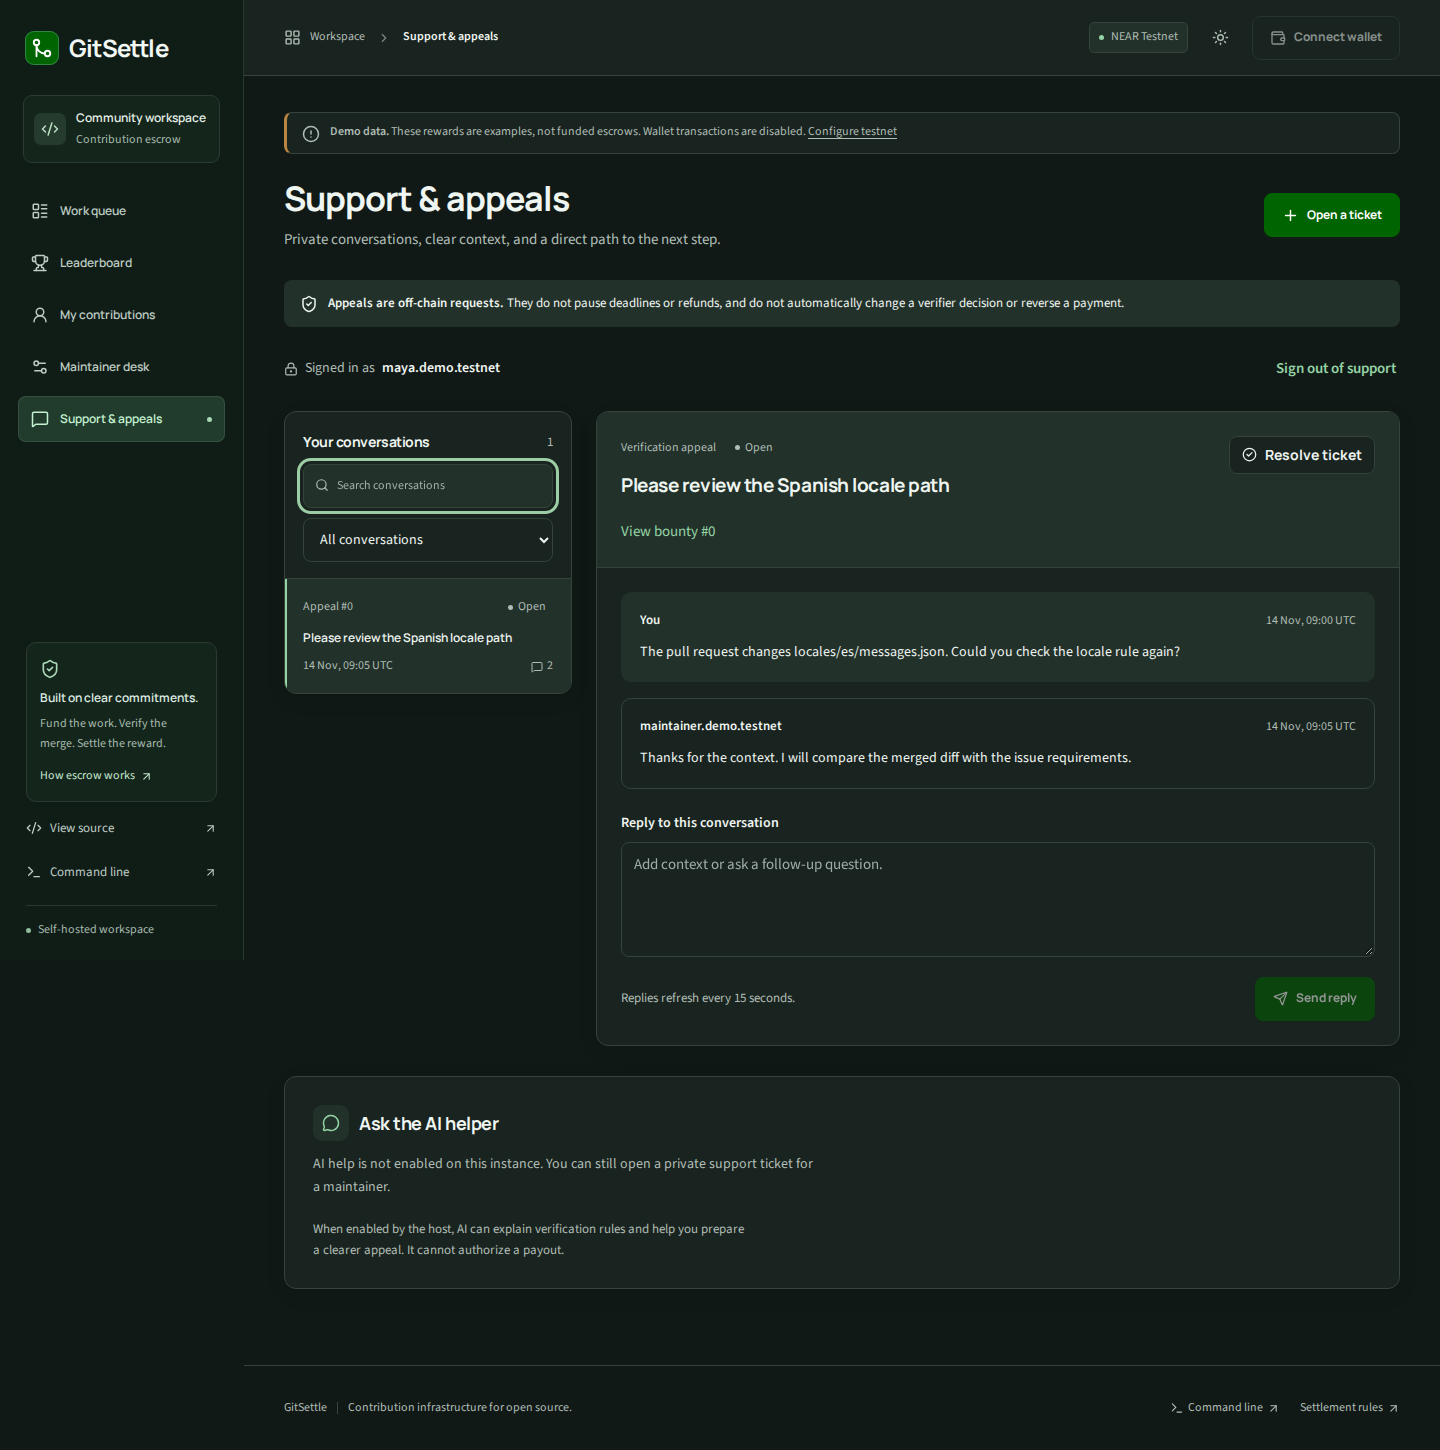 GitSettle
Community workspace
Contribution escrow
Work queue
Leaderboard
My contributions
Maintainer desk
Support & appeals
Built on clear commitments.
Fund the work. Verify the
merge. Settle the reward.
How escrow works
View source
Command line
Self-hosted workspace
Workspace
Support & appeals
NEAR Testnet
Connect wallet
Demo data. These rewards are examples, not funded escrows. Wallet transactions are disabled. Configure testnet
Support & appeals
Private conversations, clear context, and a direct path to the next step.
Open a ticket
Appeals are off-chain requests. They do not pause deadlines or refunds, and do not automatically change a verifier decision or reverse a payment.
Signed in as maya.demo.testnet
Sign out of support
Your conversations 1
Search conversations
All conversations
Appeal #0 Open
Please review the Spanish locale path
14 Nov, 09:05 UTC 2
Verification appeal Open
Resolve ticket
Please review the Spanish locale path
View bounty #0
You 14 Nov, 09:00 UTC
The pull request changes locales/es/messages.json. Could you check the locale rule again?
maintainer.demo.testnet 14 Nov, 09:05 UTC
Thanks for the context. I will compare the merged diff with the issue requirements.
Reply to this conversation
Add context or ask a follow-up question.
Replies refresh every 15 seconds.
Send reply
Ask the AI helper
AI help is not enabled on this instance. You can still open a private support ticket for
a maintainer.
When enabled by the host, AI can explain verification rules and help you prepare
a clearer appeal. It cannot authorize a payout.
GitSettle Contribution infrastructure for open source.
Command line Settlement rules